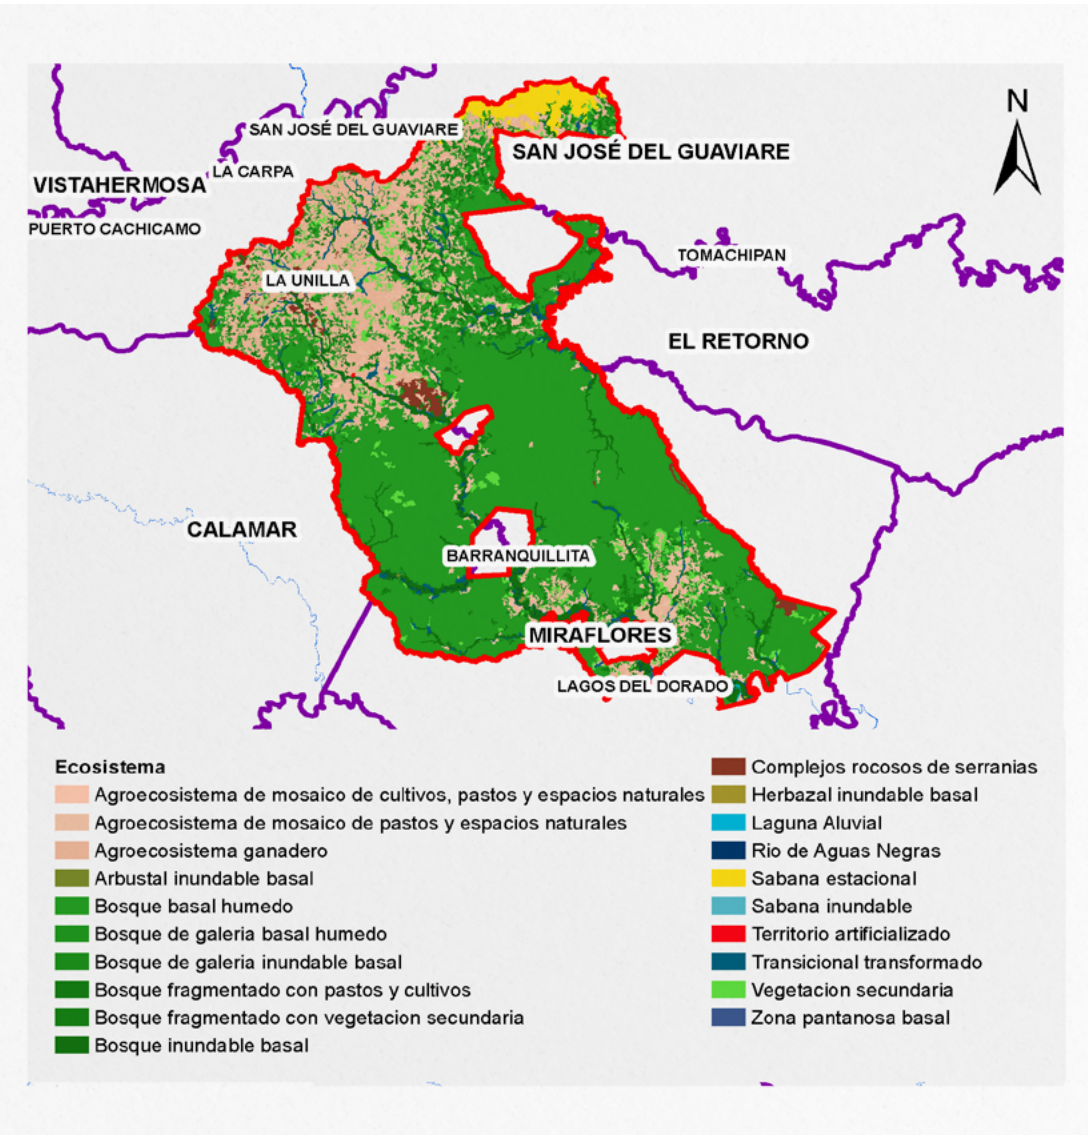 N
SAN JOSÉ DEL GUAVIARE
SAN JOSÉ DEL GUAVIARE
LA CARPA
VISTAHERMOSA
PUERTO CACHICAMO
TOMACHIPAN
LA UNILLA
EL RETORNO
CALAMAR
BARRANQUILLITA
MIRAFLORES
LAGOS DEL DORADO
Ecosistema
Agroecosistema de mosaico de cultivos, pastos y espacios naturales
Agroecosistema de mosaico de pastos y espacios naturales
Agroecosistema ganadero
Arbustal inundable basal
Bosque basal humedo
Bosque de galeria basal humedo
Bosque de galeria inundable basal
Bosque fragmentado con pastos y cultivos
Bosque fragmentado con vegetacion secundaria
Bosque inundable basal
Complejos rocosos de serranias
Herbazal inundable basal
Laguna Aluvial
Rio de Aguas Negras
Sabana estacional
Sabana inundable
Territorio artificializado
Transicional transformado
Vegetacion secundaria
Zona pantanosa basal